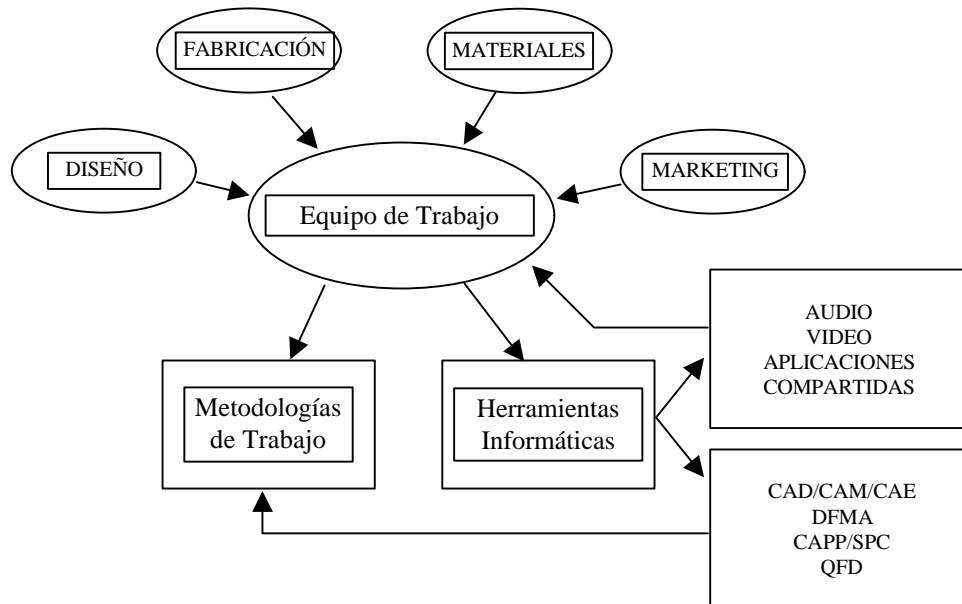 FABRICACIÓN
MATERIALES
DISEÑO
MARKETING
Equipo de Trabajo
AUDIO
VIDEO
APLICACIONES
COMPARTIDAS
Metodologías
de Trabajo
Herramientas
Informáticas
CAD/CAM/CAE
DFMA
CAPP/SPC
QFD